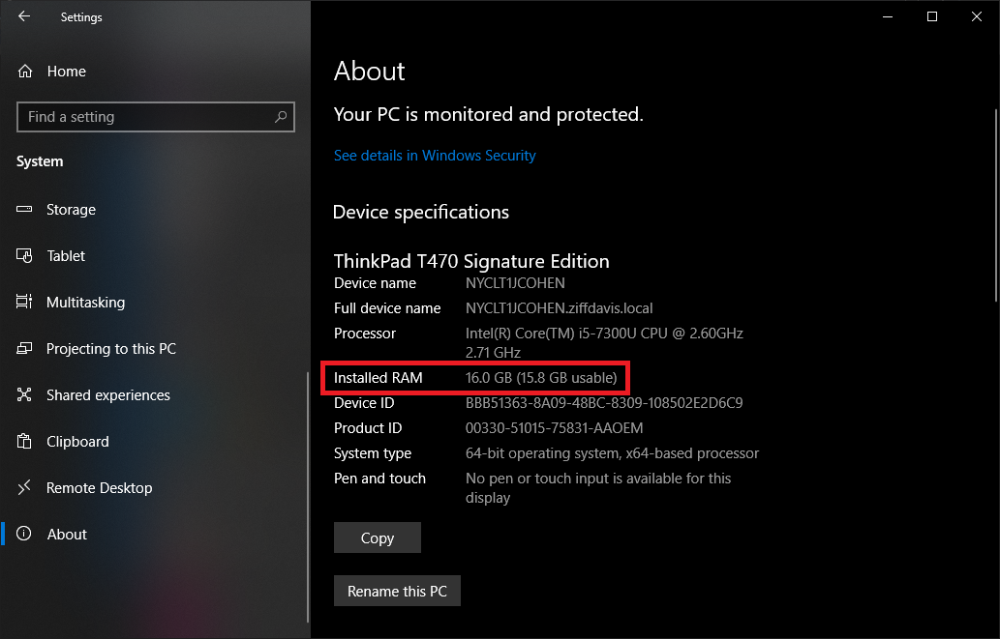 Settings
Home
Find a setting
System
Storage
Tablet
Multitasking
Projecting to this PC
Shared experiences
Clipboard
Remote Desktop
About
About
Your PC is monitored and protected.
See details in Windows Security
Device specifications
ThinkPad T470 Signature Edition
Device name NYCLT1JCOHEN
Full device name NYCLT1JCOHEN.ziffdavis.local
Processor Intel(R) Core(TM) i5-7300U CPU @ 2.60GHz
2.71 GHz
Installed RAM 16.0 GB (15.8 GB usable)
Device ID BBB51363-8A09-48BC-8309-108502E2D6C9
Product ID 00330-51015-75831-AAOEM
System type 64-bit operating system, x64-based processor
Pen and touch No pen or touch input is available for this
display
Copy
Rename this PC